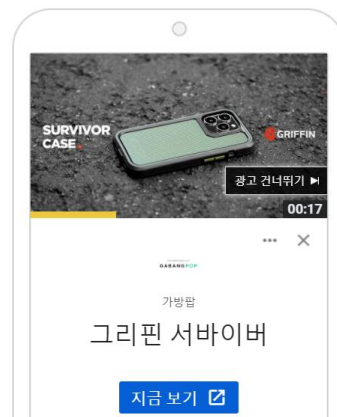 SURVIVOR
CASE
GRIFFIN
광고 건너뛰기
00:17
GABANGPOP
가방팝
그리핀 서바이버
지금 보기